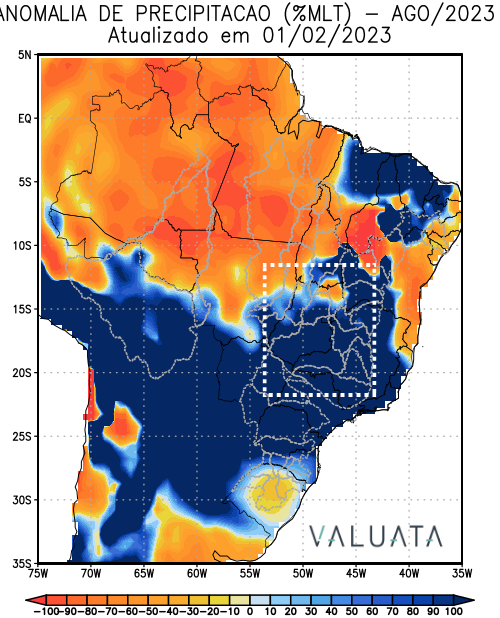 ANOMALIA DE PRECIPITACAO (%MLT) – AGO/2023
Atualizado em 01/02/2023
5N
EQ
5S
10S
15S
20S
25S
30S
35S
VALUATA
75W 70W 65W 60W 55W 50W 45W 40W 35W
-100 -90 -80 -70 -60 -50 -40 -30 -20 -10 0 10 20 30 40 50 60 70 80 90 100